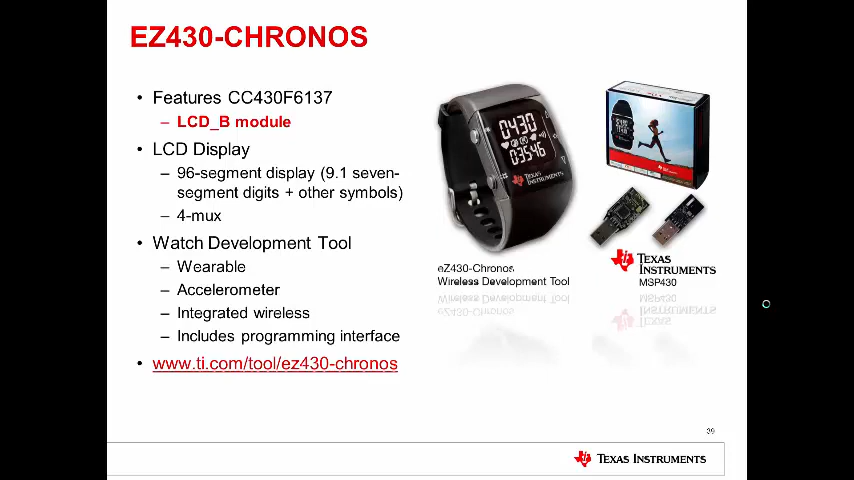 EZ430-CHRONOS
• Features CC430F6137
– LCD_B module
• LCD Display
– 96-segment display (9.1 seven-
segment digits + other symbols)
– 4-mux
• Watch Development Tool
– Wearable
– Accelerometer
– Integrated wireless
– Includes programming interface
• www.ti.com/tool/ez430-chronos
0430
03546
TEXAS
INSTRUMENTS
eZ430-Chronos
Wireless Development Tool
TEXAS
INSTRUMENTS
MSP430
39
TEXAS INSTRUMENTS